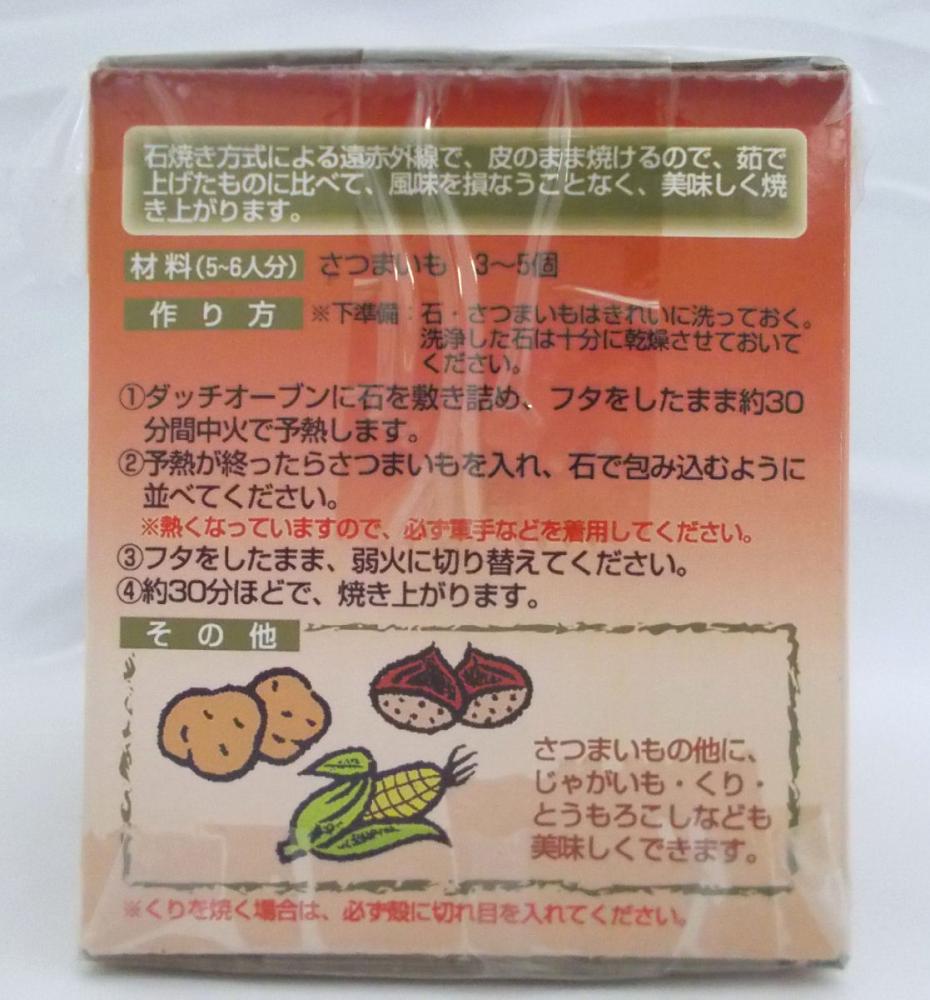 石焼き方式による遠赤外線で、皮のまま焼けるので、茹で
上げたものに比べて、風味を損なうことなく、美味しく焼
き上がります。
材料(5~6人分) さつまいも 3〜5個
作り方 ※下準備：石・さつまいもはきれいに洗っておく。
洗浄した石は十分に乾燥させておいて
ください。
①ダッチオーブンに石を敷き詰め、フタをしたまま約30
分間中火で予熱します。
②予熱が終ったらさつまいもを入れ、石で包み込むように
並べてください。
※熱くなっていますので、必ず軍手などを着用してください。
③フタをしたまま、弱火に切り替えてください。
④約30分ほどで、焼き上がります。
その他
さつまいもの他に、
じゃがいも・くり・
とうもろこしなども
美味しくできます。
※くりを焼く場合は、必ず殻に切れ目を入れてください。